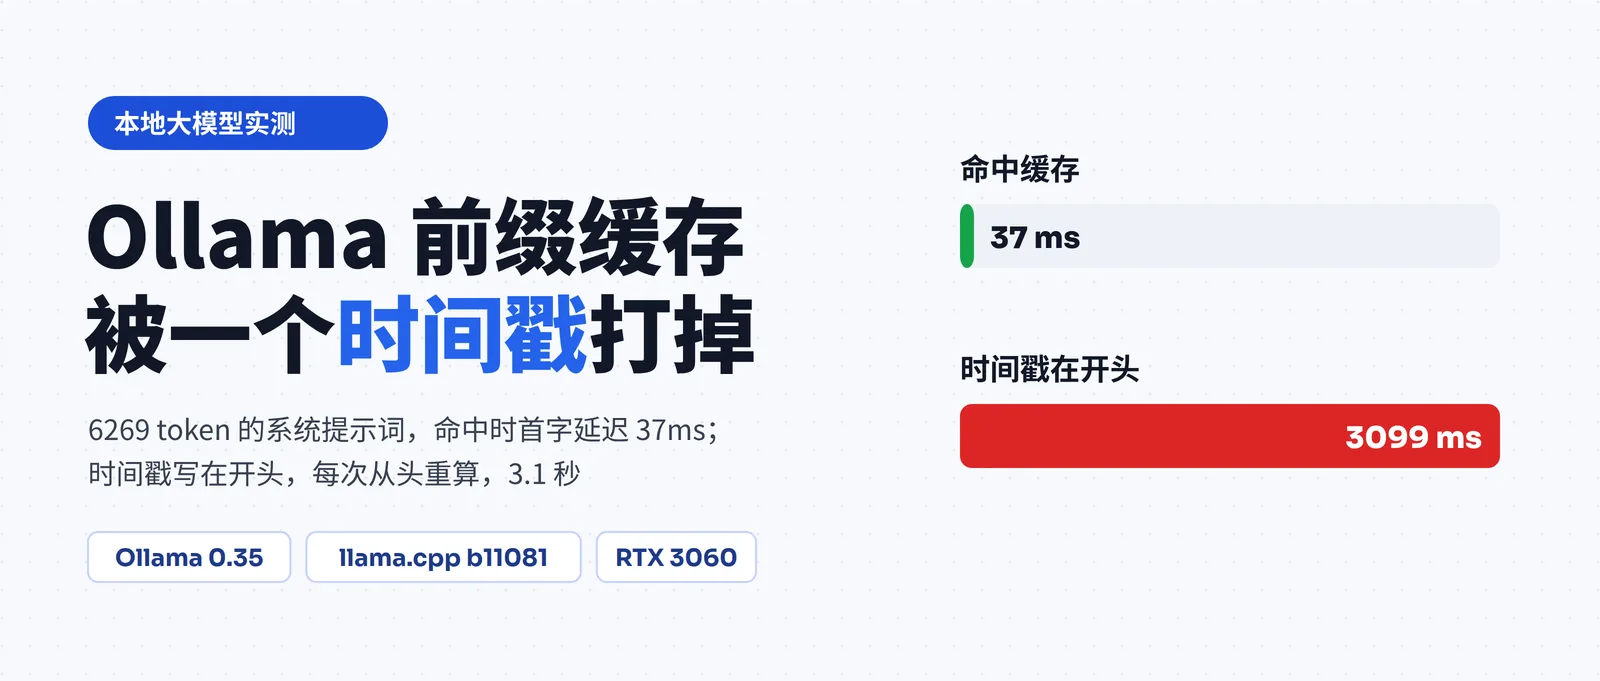 本地大模型实测
Ollama 前缀缓存
被一个时间戳打掉
6269 token 的系统提示词，命中时首字延迟 37ms；
时间戳写在开头，每次从头重算，3.1 秒
Ollama 0.35
llama.cpp b11081
RTX 3060
命中缓存
37 ms
时间戳在开头
3099 ms